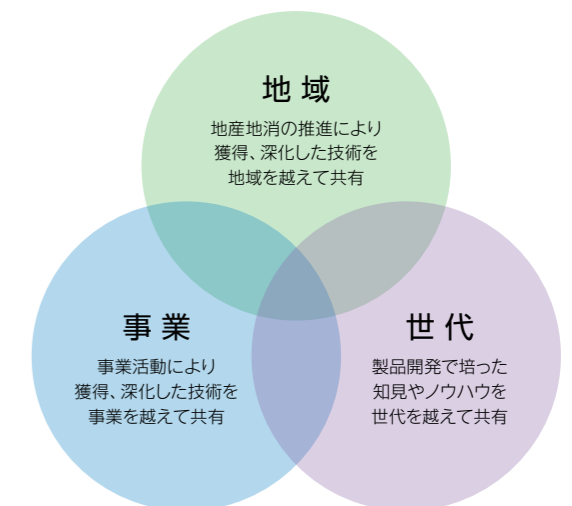 地域
地産地消の推進により
獲得、深化した技術を
地域を越えて共有
事業
事業活動により
獲得、深化した技術を
事業を越えて共有
世代
製品開発で培った
知見やノウハウを
世代を越えて共有